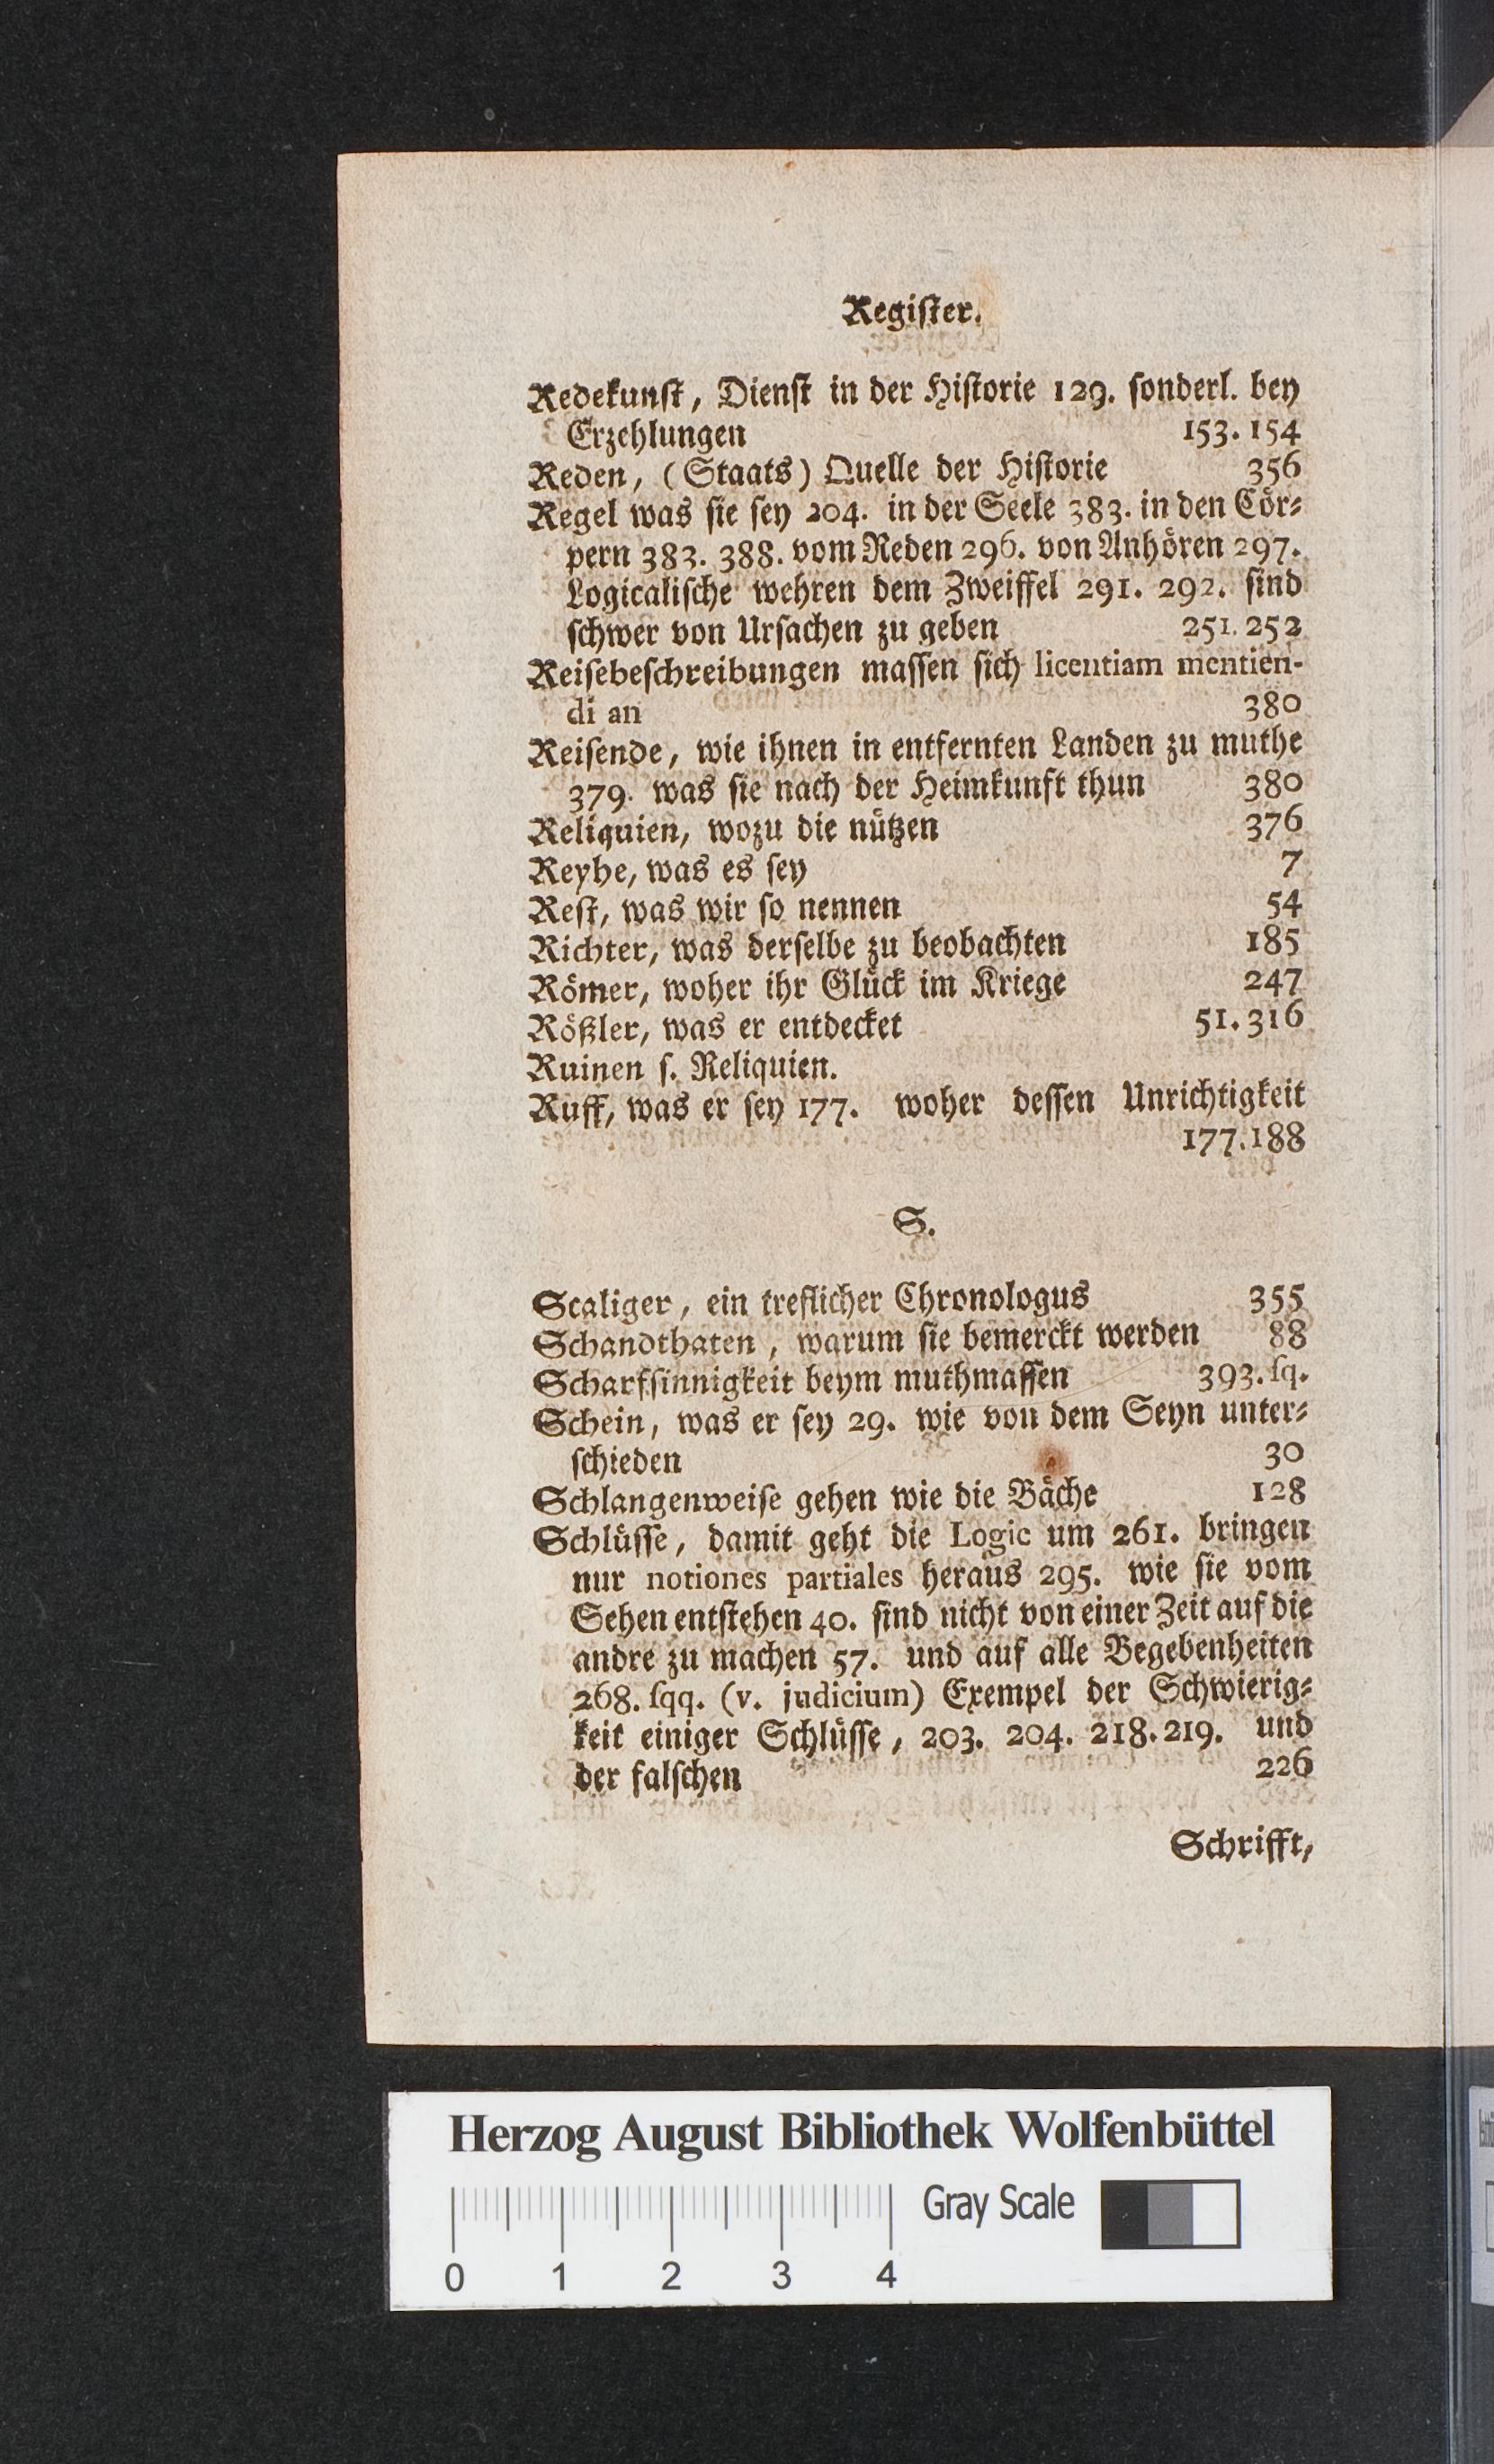 Regiſter.
Redekunſt, Dienſt in der Hiſtorie 129. ſonderl. bey
Erzehlungen 153. 154
Reden, (Staats) Quelle der Hiſtorie 356
Regel was ſie ſey 204. in der Seele 383. in den Cör⸗
pern 383. 388. vom Reden 296. von Anhören 297.
Logicaliſche wehren dem Zweiffel 291. 292. ſind
ſchwer von Urſachen zu geben 251. 252
Reiſebeſchreibungen maſſen ſich licentiam mentien-
di an 380
Reiſende, wie ihnen in entfernten Landen zu muthe
379. was ſie nach der Heimkunft thun 380
Reliquien, wozu die nützen 376
Reyhe, was es ſey 7
Reſt, was wir ſo nennen 54
Richter, was derſelbe zu beobachten 185
Römer, woher ihr Glück im Kriege 247
Rößler, was er entdecket 51. 316
Ruinen ſ. Reliquien.
Ruff, was er ſey 177. woher deſſen Unrichtigkeit
177. 188
S.
Scaliger, ein treflicher Chronologus 355
Schandthaten, warum ſie bemerckt werden 88
Scharfſinnigkeit beym muthmaſſen 393. ſq.
Schein, was er ſey 29. wie von dem Seyn unter⸗
ſchieden 30
Schlangenweiſe gehen wie die Bäche 128
Schlüſſe, damit geht die Logic um 261. bringen
nur notiones partiales heraus 295. wie ſie vom
Sehen entſtehen 40. ſind nicht von einer Zeit auf die
andre zu machen 57. und auf alle Begebenheiten
268. ſqq. (v. judicium) Exempel der Schwierig⸗
keit einiger Schlüſſe, 203. 204. 218. 219. und
der falſchen 226
Schrifft,
Herzog August Bibliothek Wolfenbüttel
Gray Scale
0 1 2 3 4